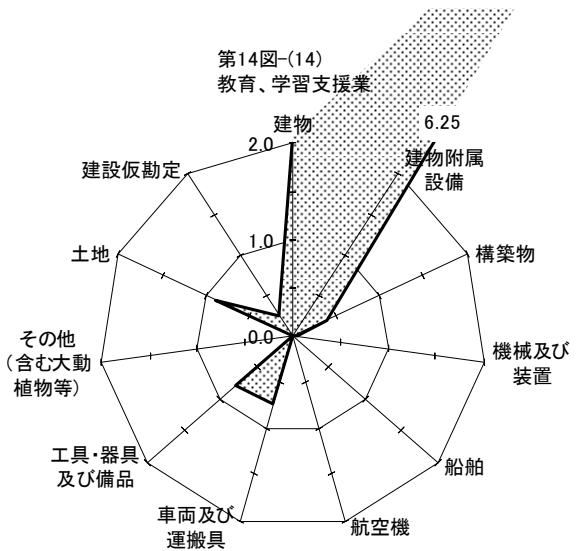 第14図-(14)
教育、学習支援業
建物
6.25
2.0
建物附属
設備
建設仮勘定
1.0
土地
構築物
0.0
その他
（含む大動
植物等）
機械及び
装置
工具・器具
及び備品
船舶
車両及び
運搬具
航空機